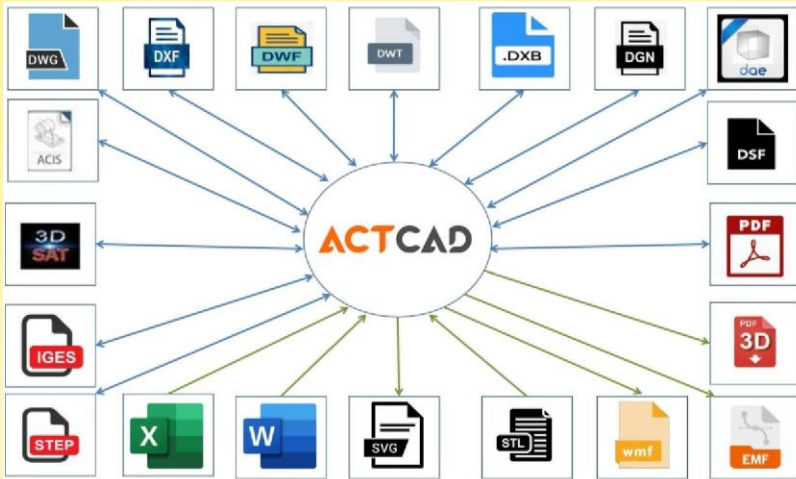 DWG
DXF
DWF
DWT
.DXB
DGN
dae
ACIS
DSF
ACTCAD
3D
SAT
PDF
IGES
PDF
3D
STEP
X
W
SVG
STL
wmf
EMF